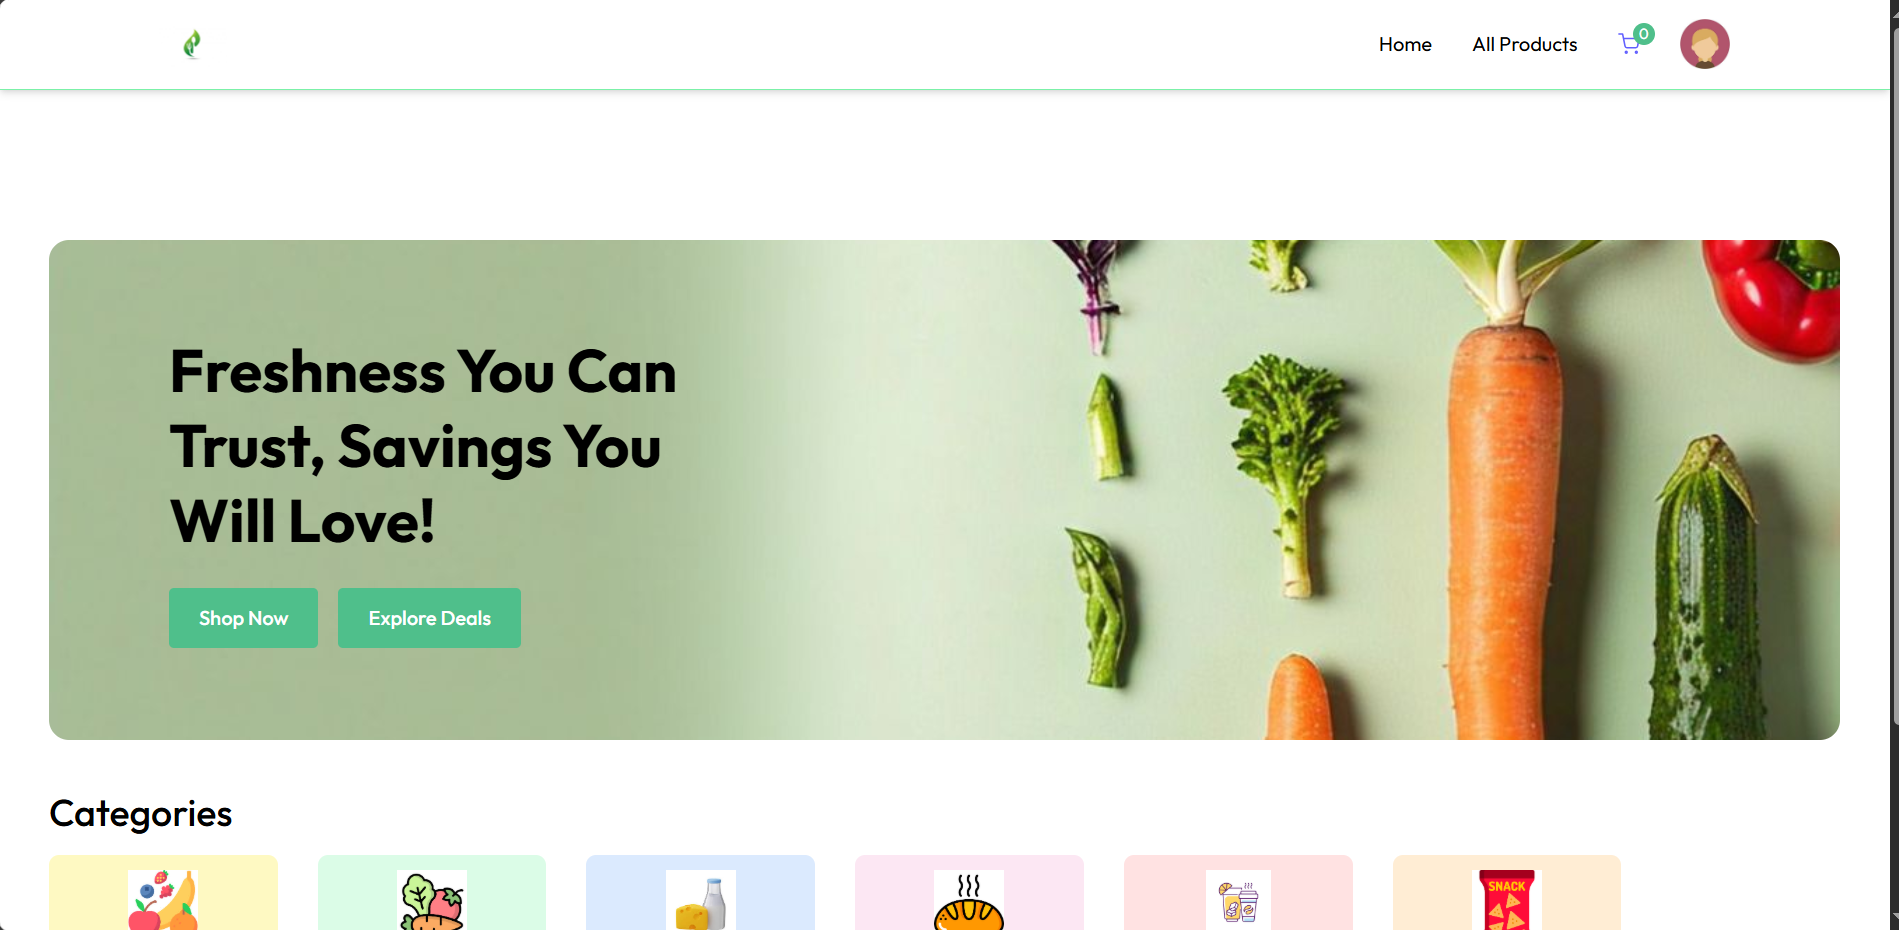 Home
All Products
0
Freshness You Can
Trust, Savings You
Will Love!
Shop Now
Explore Deals
Categories
SNACK